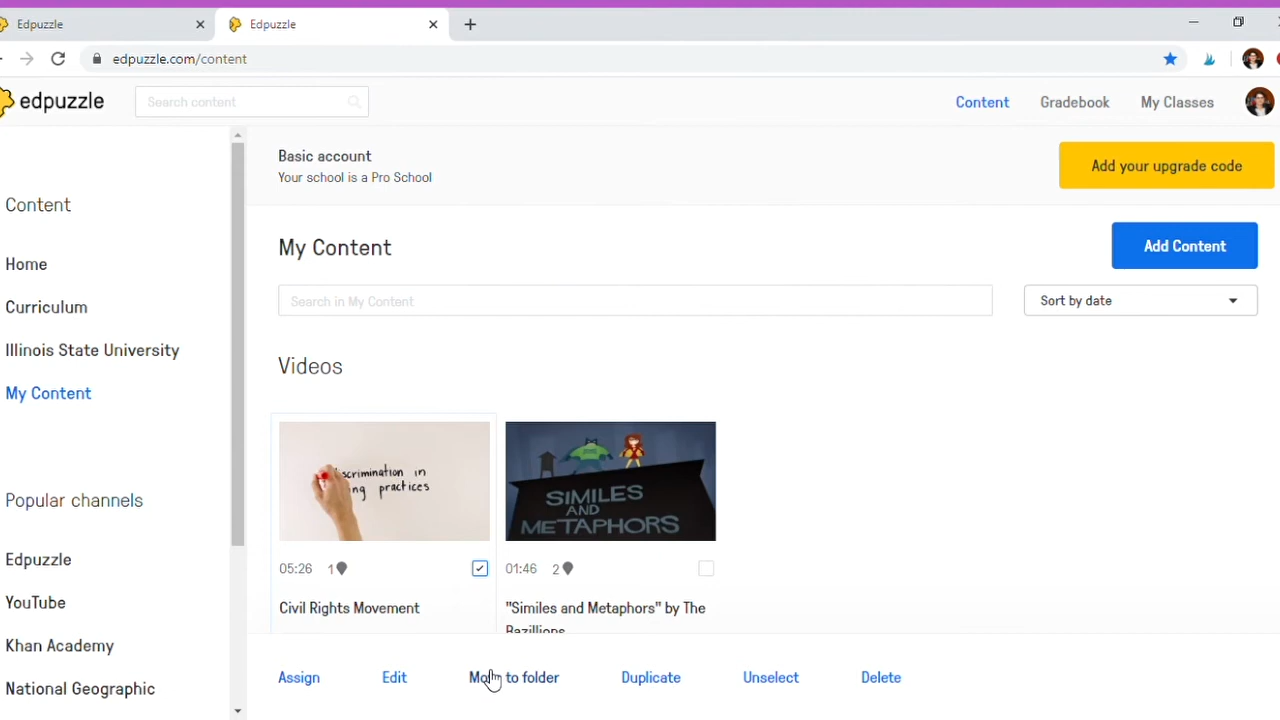 Edpuzzle
Edpuzzle
edpuzzle.com/content
edpuzzle
Search content
Content
Gradebook
My Classes
Basic account
Your school is a Pro School
Add your upgrade code
Content
Home
Curriculum
Illinois State University
My Content
Popular channels
Edpuzzle
YouTube
Khan Academy
National Geographic
My Content
Add Content
Search in My Content
Sort by date
Videos
practices
SIMILES
AND
METAPHORS
05:26 1
01:46 2
Civil Rights Movement
"Similes and Metaphors" by The
Bazillions
Assign
Edit
to folder
Duplicate
Unselect
Delete